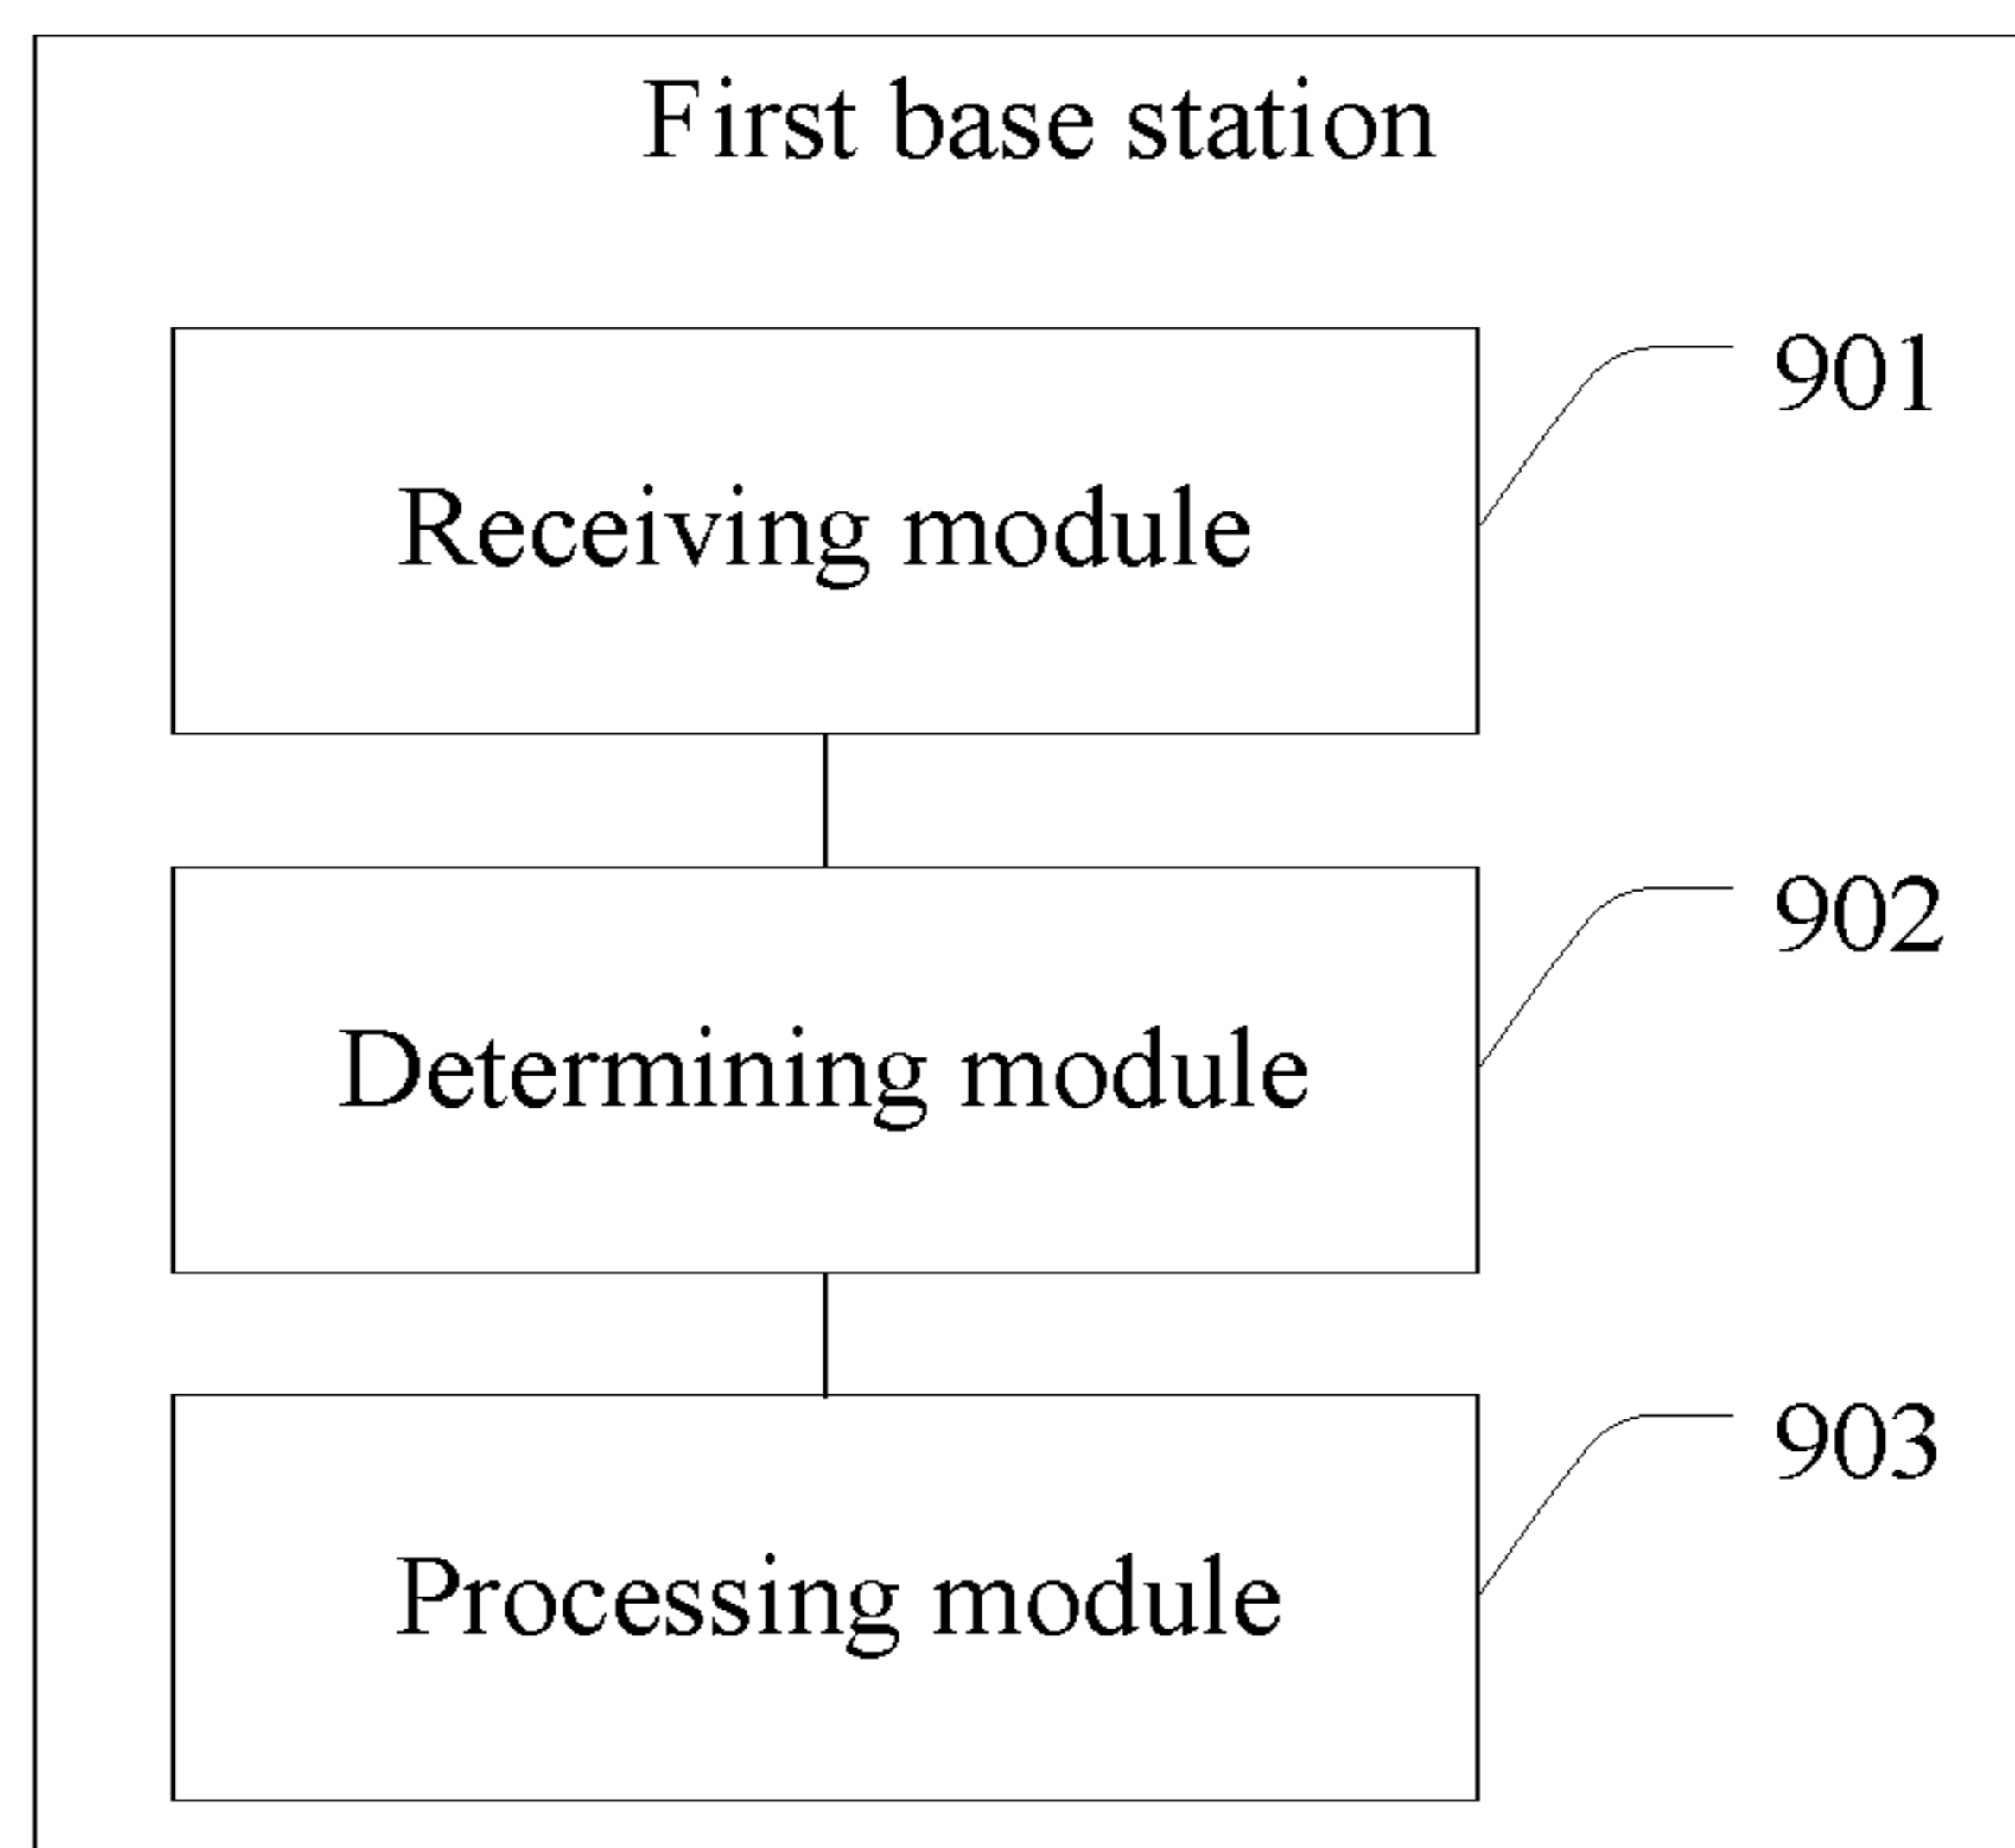 First base station
Receiving module
901
Determining module
902
Processing module
903